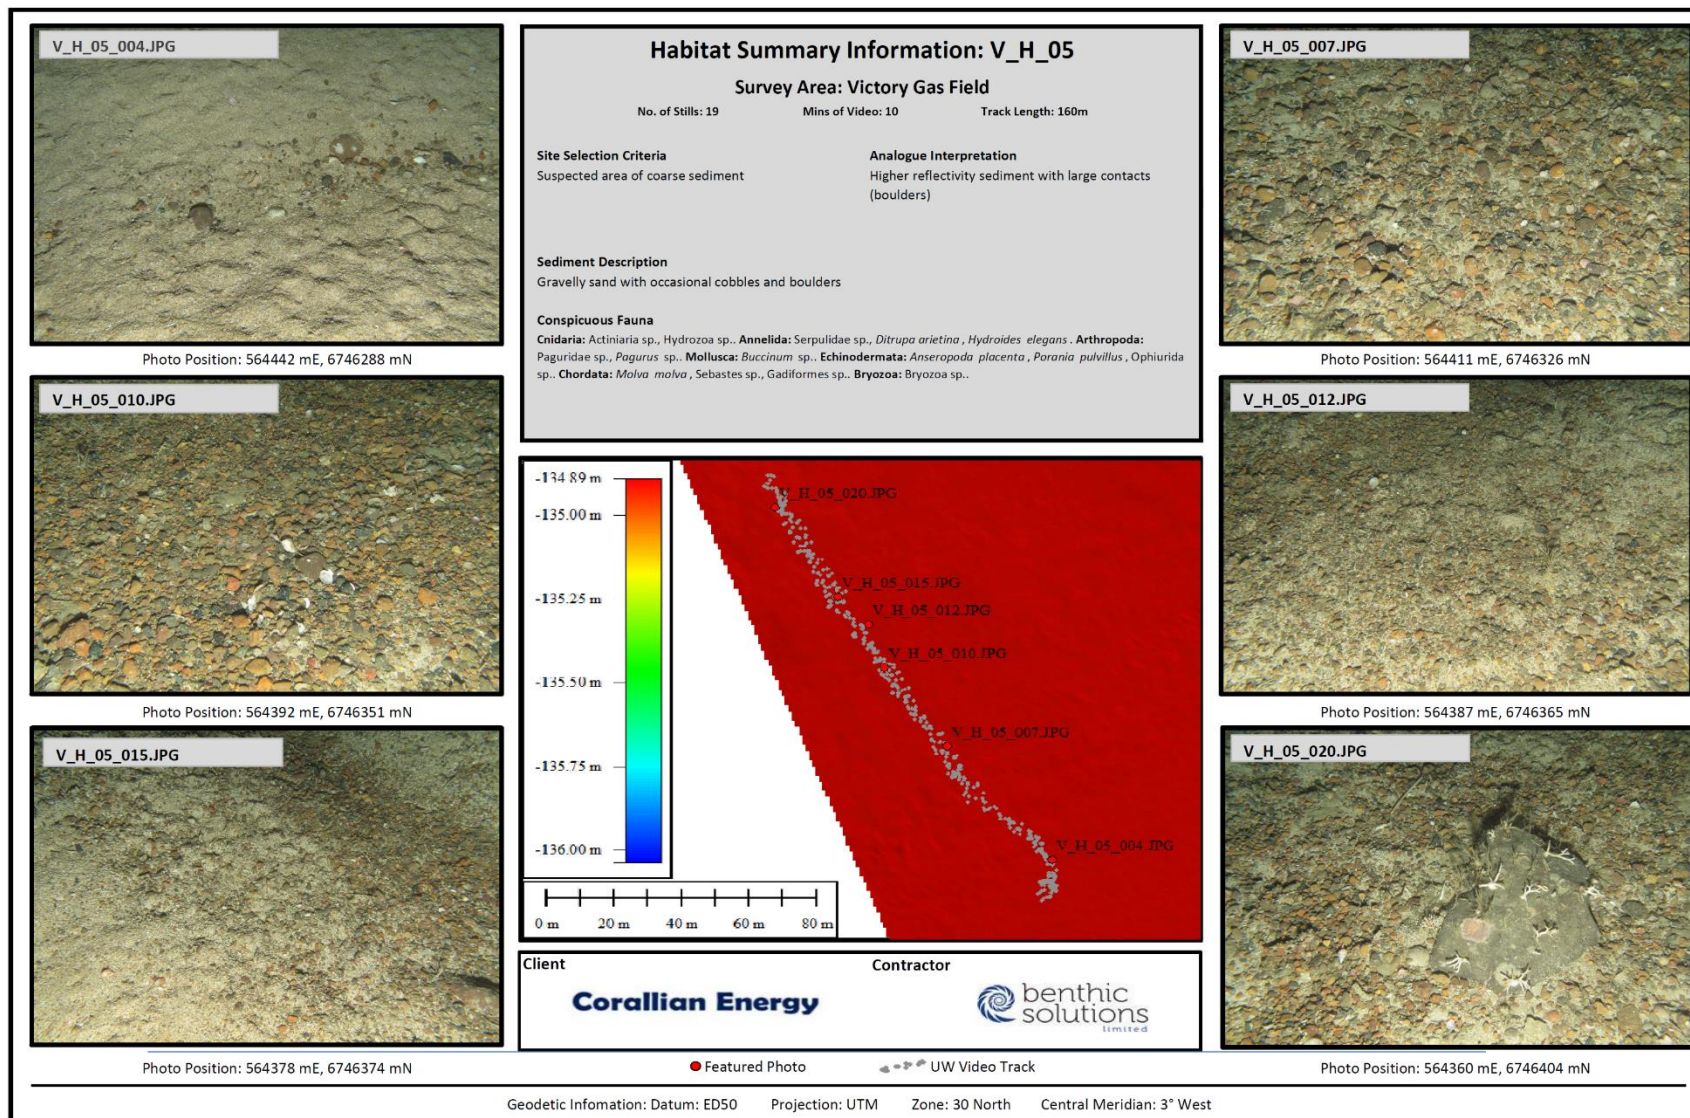 V_H_05_004.JPG
Photo Position: 564442 mE, 6746288 mN
V_H_05_010.JPG
Photo Position: 564392 mE, 6746351 mN
V_H_05_015.JPG
Photo Position: 564378 mE, 6746374 mN
Habitat Summary Information: V_H_05
Survey Area: Victory Gas Field
No. of Stills: 19 Mins of Video: 10 Track Length: 160m
Site Selection Criteria
Suspected area of coarse sediment
Analogue Interpretation
Higher reflectivity sediment with large contacts
(boulders)
Sediment Description
Gravelly sand with occasional cobbles and boulders
Conspicuous Fauna
Cnidaria: Actiniaria sp., Hydrozoa sp.. Annelida: Serpulidae sp., Ditrupa arietina, Hydroides elegans. Arthropoda:
Paguridae sp., Pagurus sp.. Mollusca: Buccinum sp.. Echinodermata: Anseropoda placenta, Porania pulvillus, Ophiurida
sp.. Chordata: Molva molva, Sebastes sp., Gadiformes sp.. Bryozoa: Bryozoa sp..
-134.89 m
-135.00 m
-135.25 m
-135.50 m
-135.75 m
-136.00 m
0 m 20 m 40 m 60 m 80 m
V_H_05_020.JPG
V_H_05_015.JPG
V_H_05_012.JPG
V_H_05_010.JPG
V_H_05_007.JPG
V_H_05_004.JPG
Client
Corallian Energy
Contractor
benthic
solutions
limited
Featured Photo UW Video Track
V_H_05_007.JPG
Photo Position: 564411 mE, 6746326 mN
V_H_05_012.JPG
Photo Position: 564387 mE, 6746365 mN
V_H_05_020.JPG
Photo Position: 564360 mE, 6746404 mN
Geodetic Infomation: Datum: ED50 Projection: UTM Zone: 30 North Central Meridian: 3° West